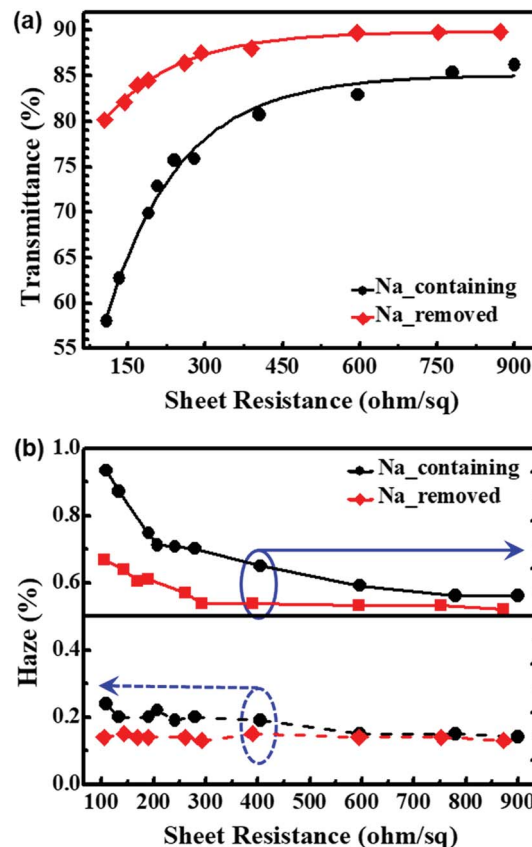 (a)
90
85
80
75
70
65
60
55
Transmittance (%)
Na_containing
Na_removed
150 300 450 600 750 900
Sheet Resistance (ohm/sq)
(b)
1.0
0.8
0.6
0.4
0.2
0.0
Haze (%)
Na_containing
Na_removed
100 200 300 400 500 600 700 800 900
Sheet Resistance (ohm/sq)